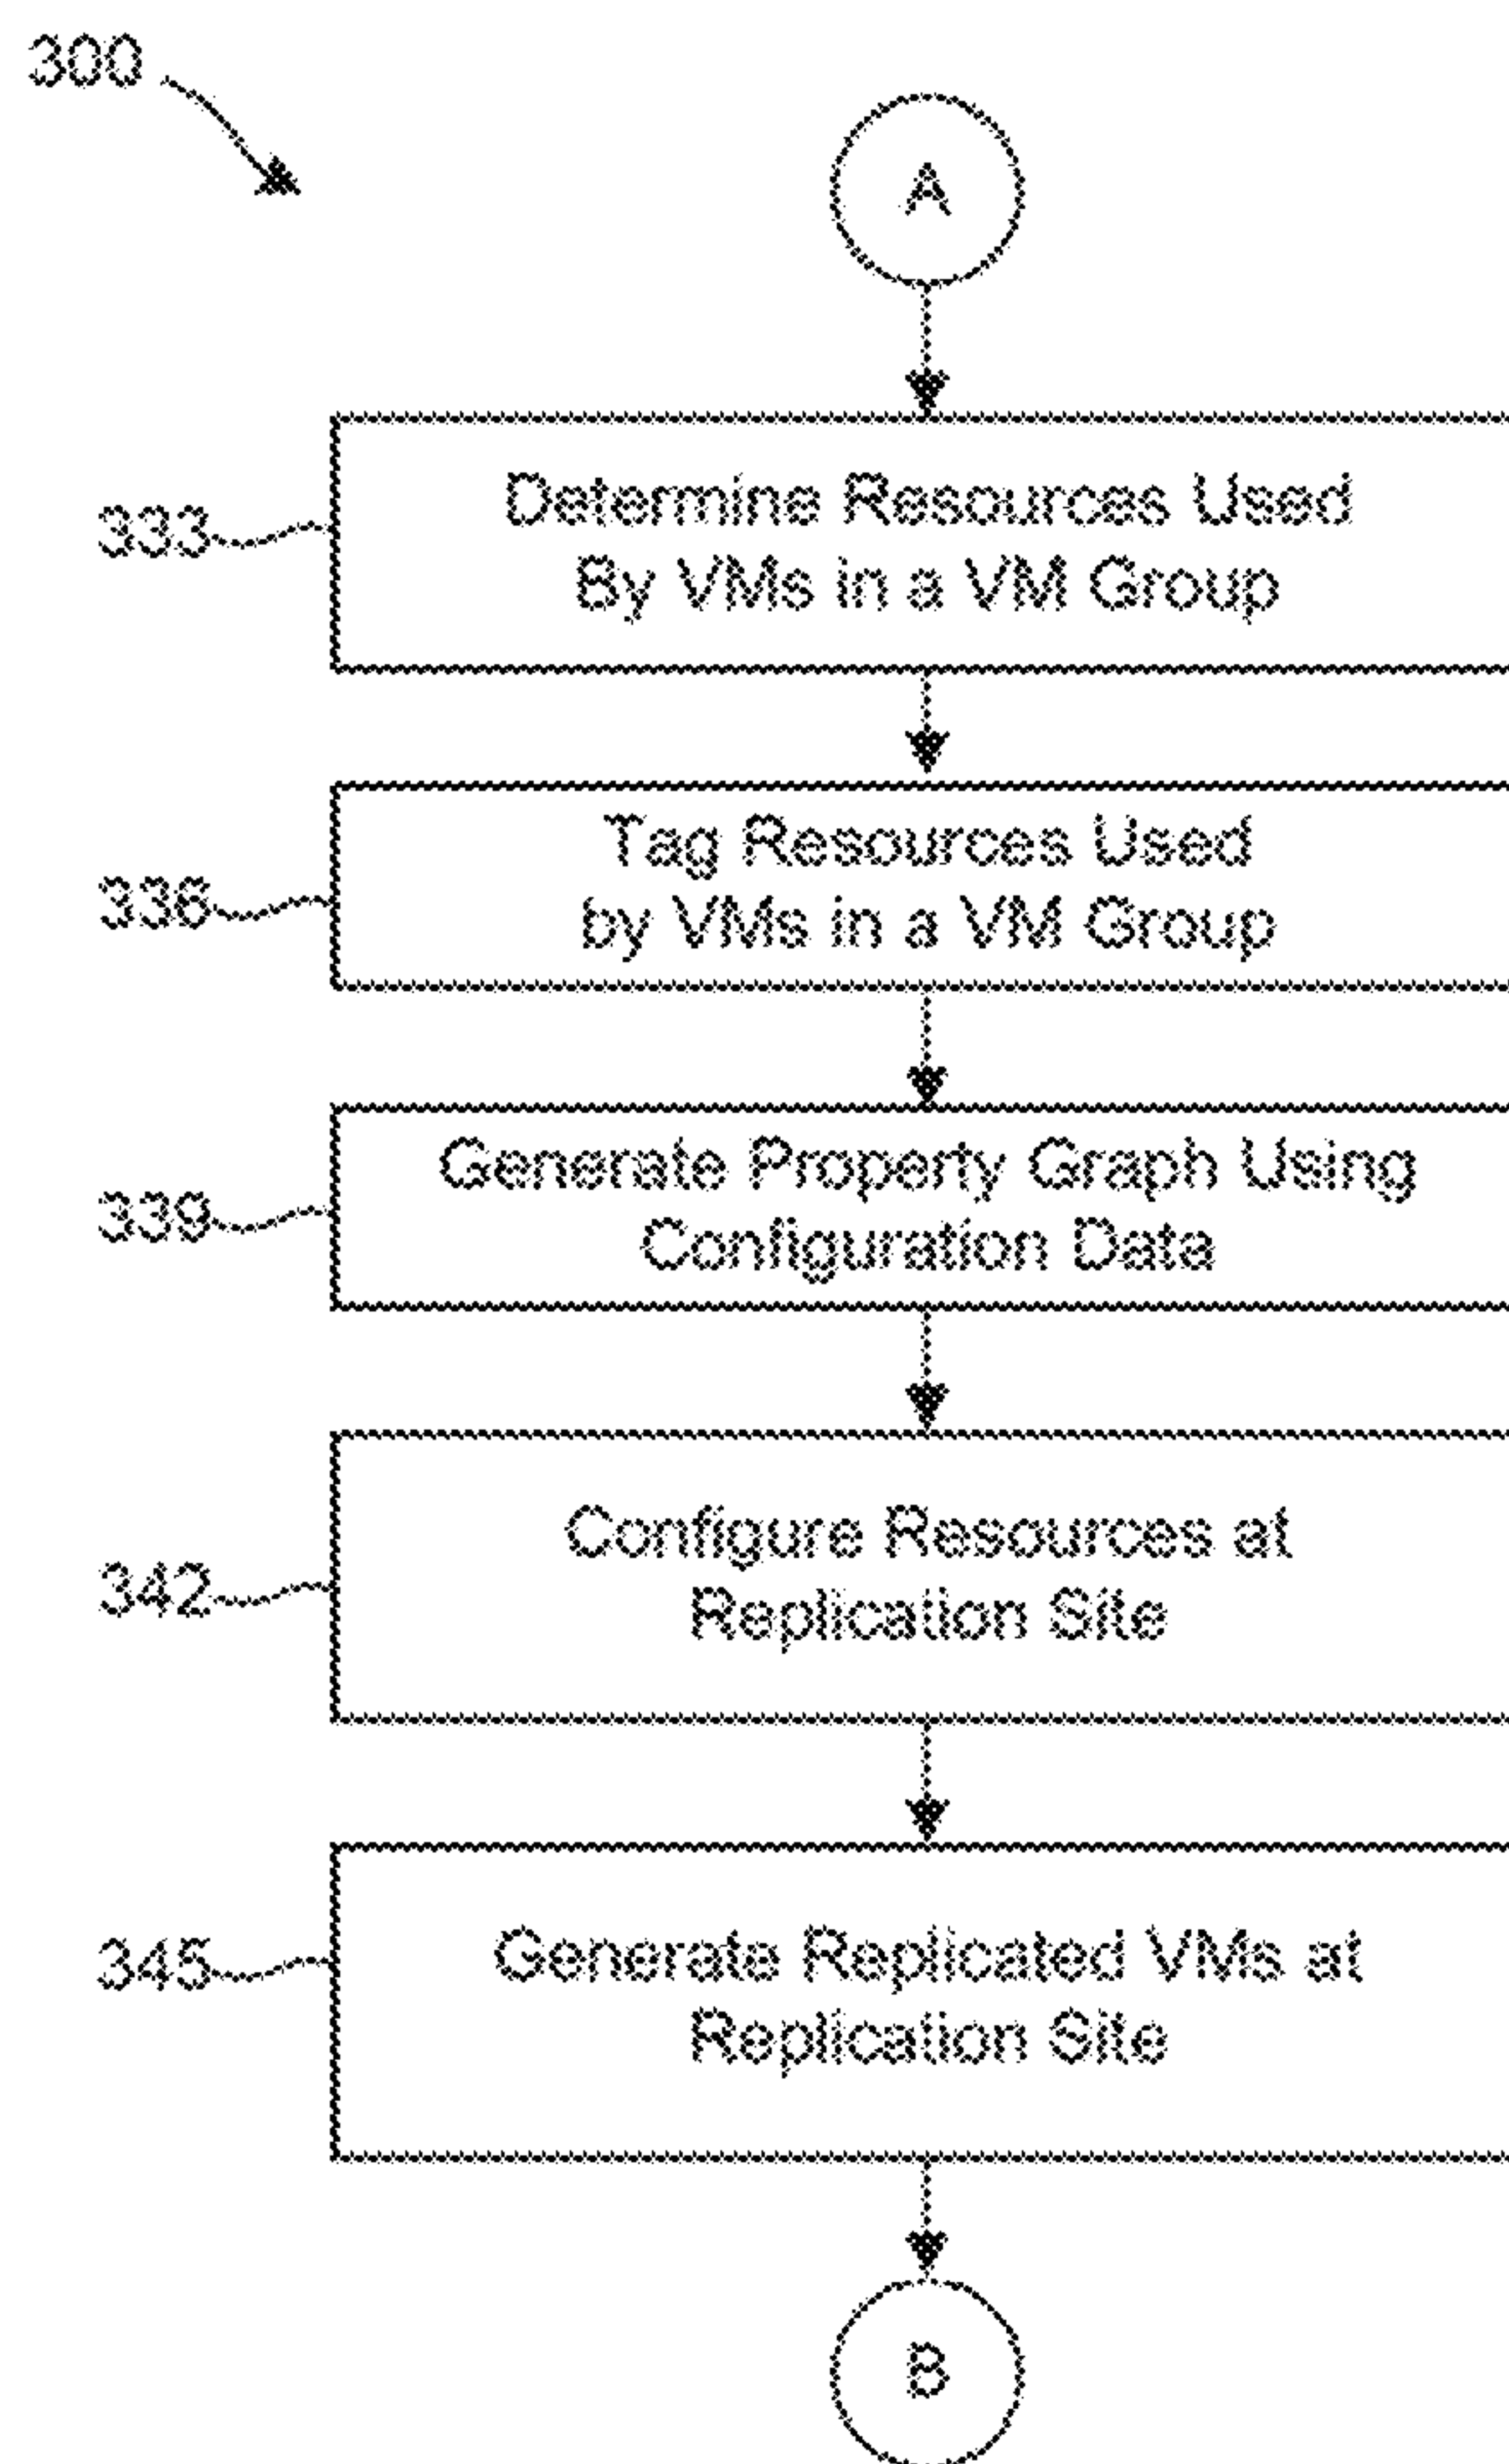 300
A
333
Determine Resources Used
By VMs in a VM Group
336
Tag Resources Used
by VMs in a VM Group
339
Generate Property Graph Using
Configuration Data
342
Configure Resources at
Replication Site
345
Generate Replicated VMs at
Replication Site
B